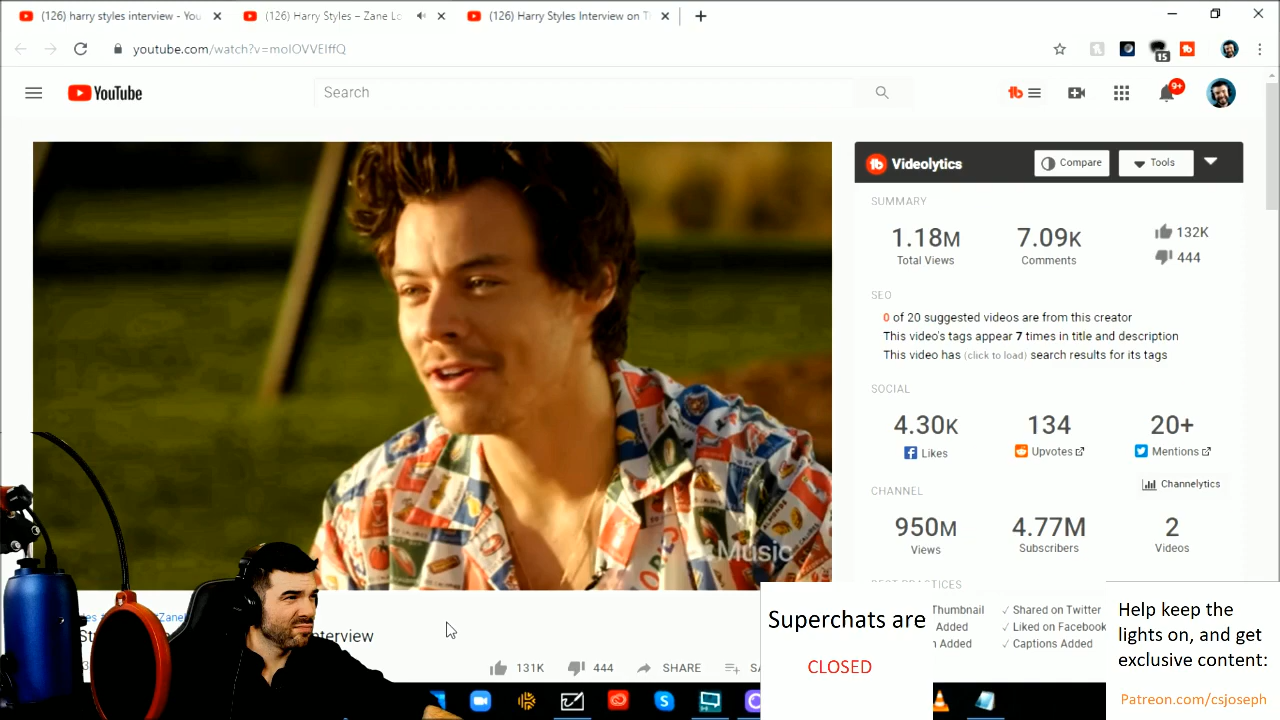 (126) harry styles interview - You
(126) Harry Styles – Zane Lo
(126) Harry Styles Interview on T
youtube.com/watch?v=moIOVVEIffQ
15
YouTube
Search
9+
Videolytics
Compare
Tools
SUMMARY
1.18M
Total Views
7.09K
Comments
132K
444
SEO
0 of 20 suggested videos are from this creator
This video's tags appear 7 times in title and description
This video has (click to load) search results for its tags
SOCIAL
4.30K
Likes
134
Upvotes
20+
Mentions
Channelytics
CHANNEL
950M
Views
4.77M
Subscribers
2
Videos
Music
Thumbnail
Added
Added
Shared on Twitter
Liked on Facebook
Captions Added
nterview
131K
444
SHARE
Superchats are
CLOSED
Help keep the
lights on, and get
exclusive content:
Patreon.com/csjoseph